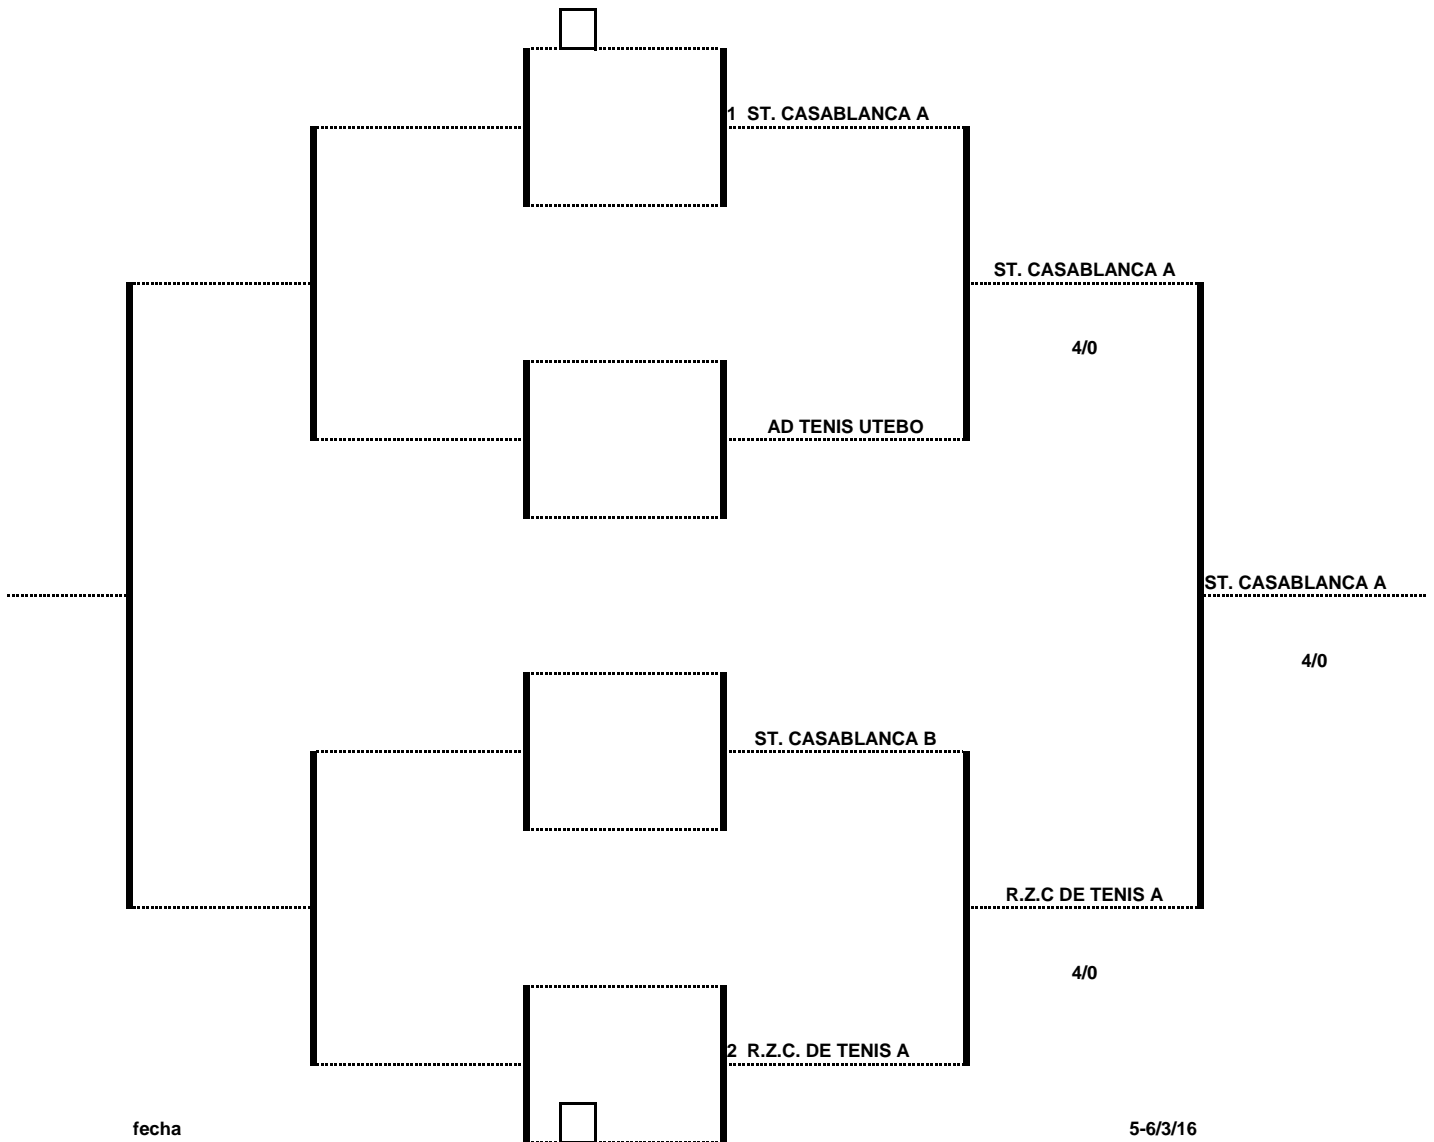 1 ST. CASABLANCA A
ST. CASABLANCA A
4/0
AD TENIS UTEBO
ST. CASABLANCA A
4/0
ST. CASABLANCA B
R.Z.C DE TENIS A
4/0
2 R.Z.C. DE TENIS A
fecha 5-6/3/16